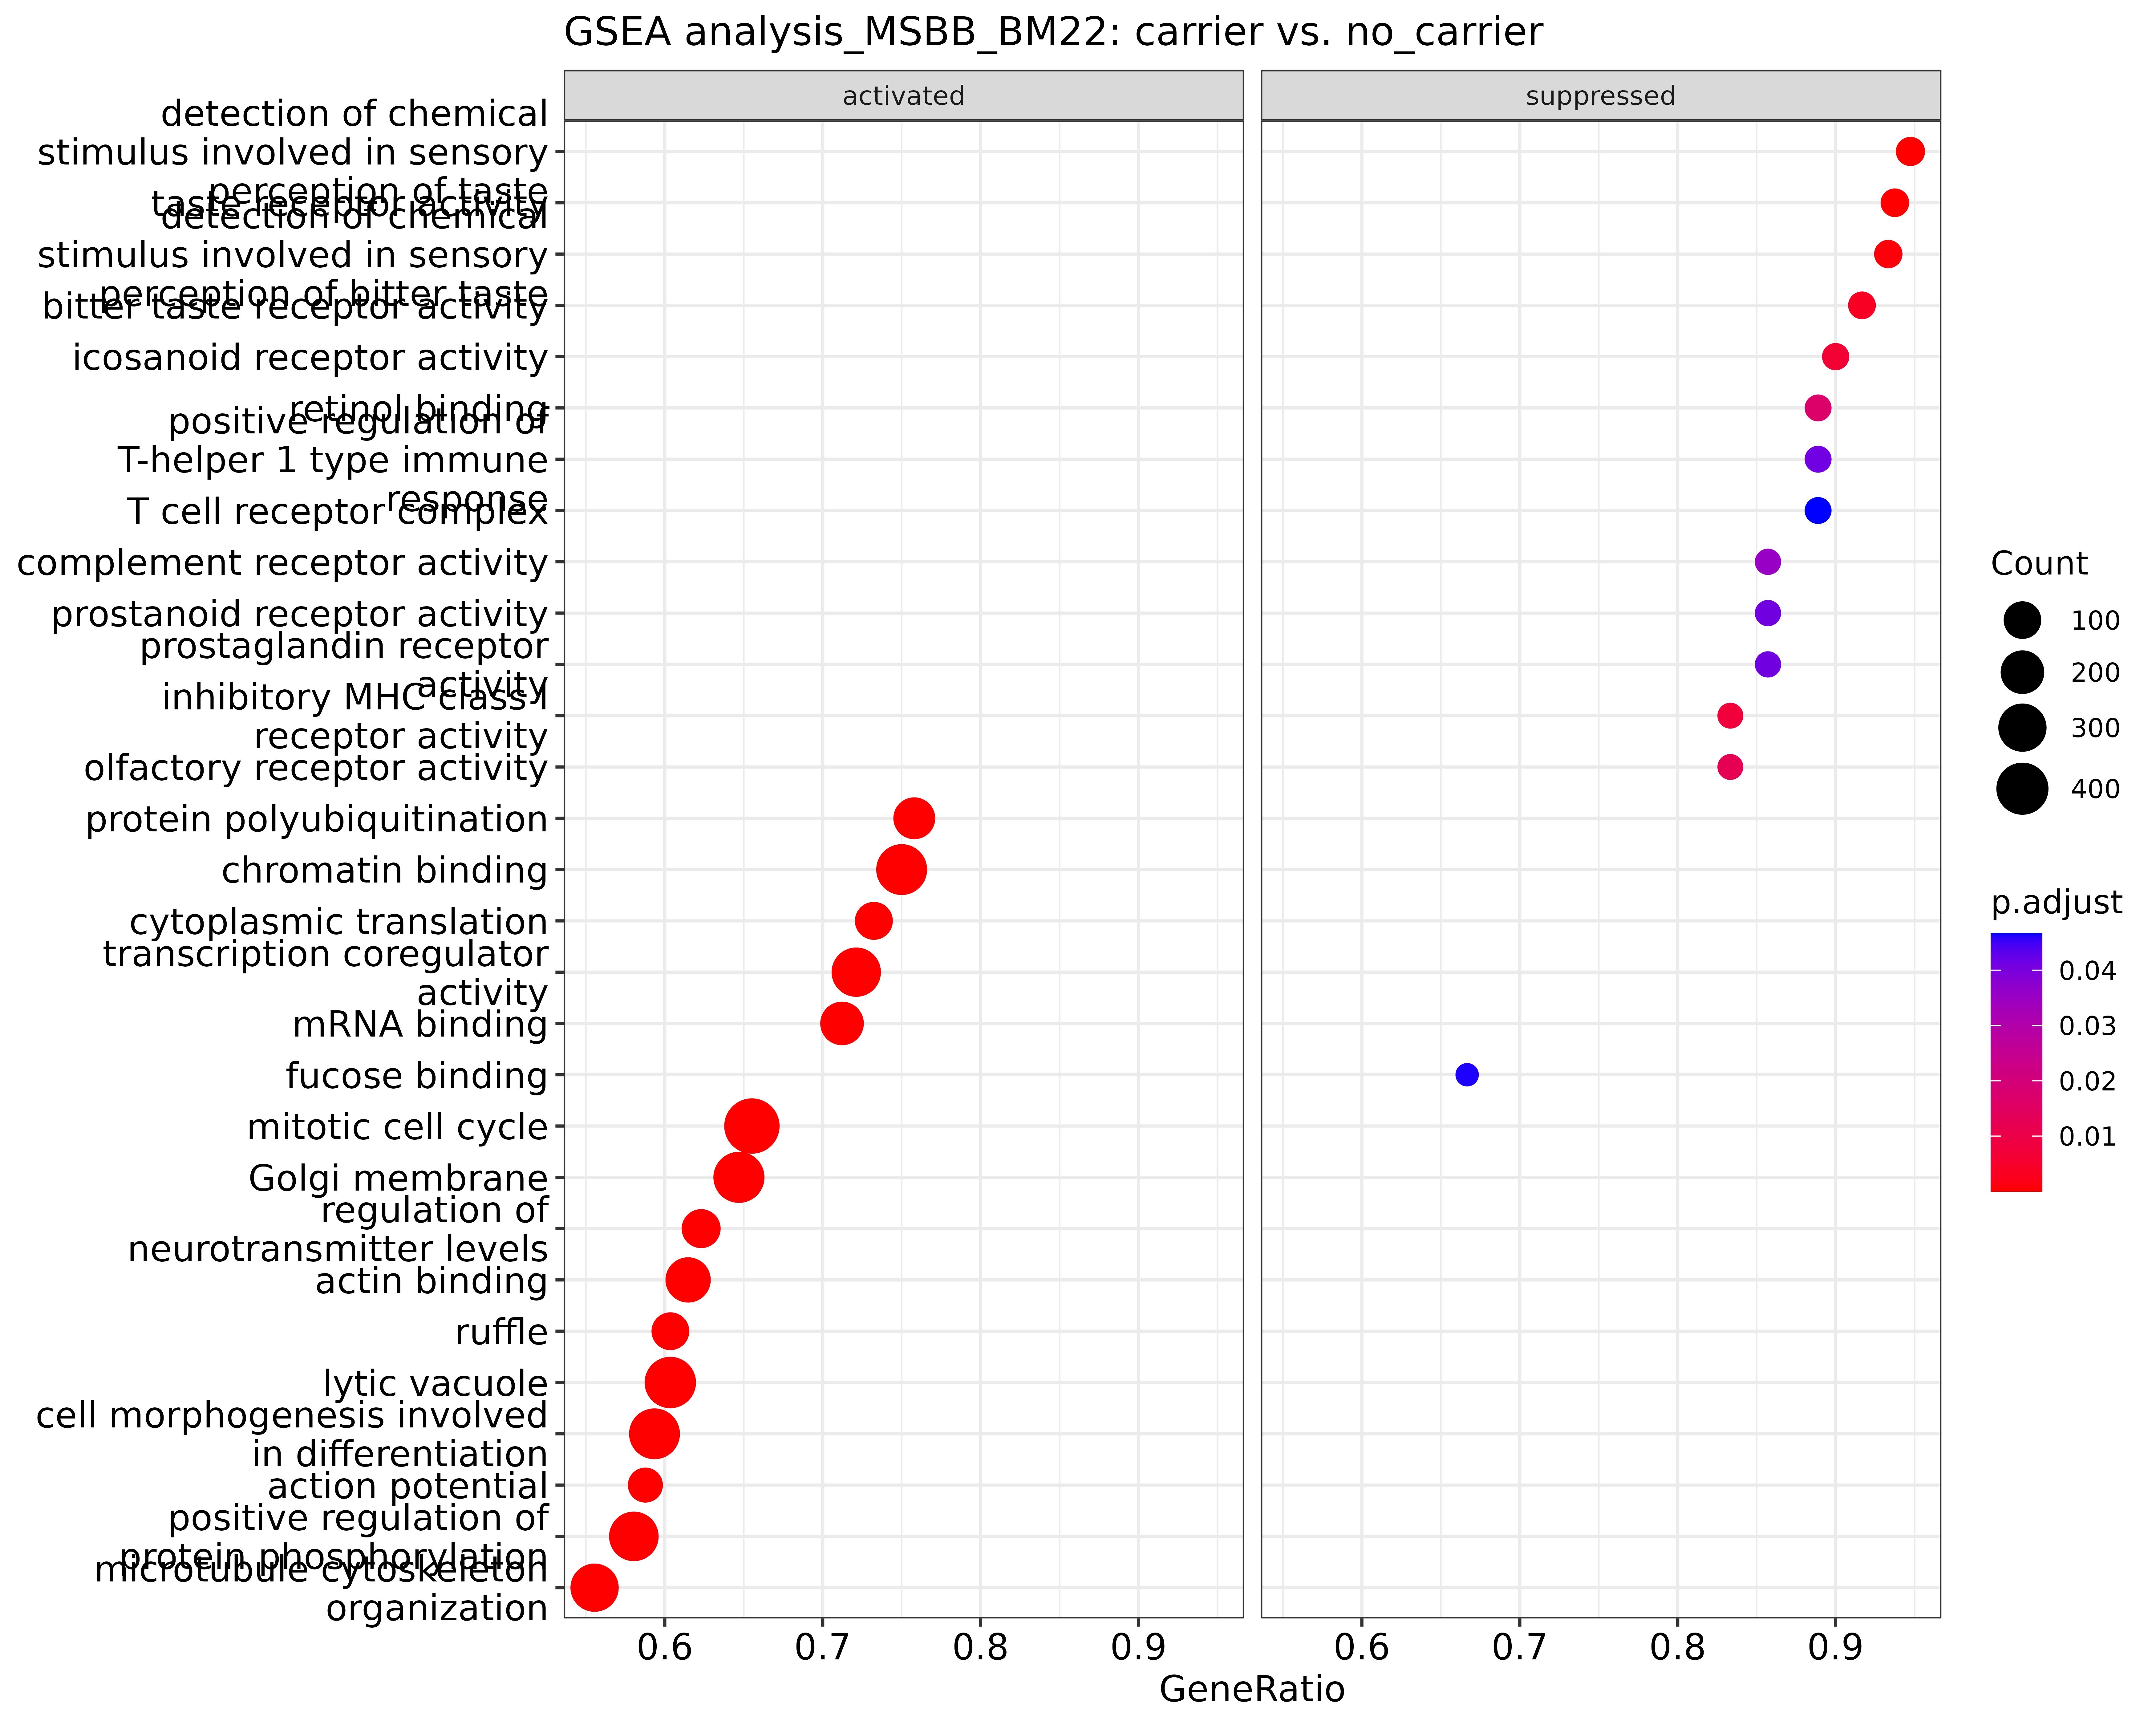 GSEA analysis_MSBB_BM22: carrier vs. no_carrier
activated
suppressed
detection of chemical
stimulus involved in sensory
perception of taste
taste receptor activity
detection of chemical
stimulus involved in sensory
perception of bitter taste
bitter taste receptor activity
icosanoid receptor activity
retinol binding
positive regulation of
T-helper 1 type immune
response
T cell receptor complex
complement receptor activity
prostanoid receptor activity
prostaglandin receptor
activity
inhibitory MHC class I
receptor activity
olfactory receptor activity
protein polyubiquitination
chromatin binding
cytoplasmic translation
transcription coregulator
activity
mRNA binding
fucose binding
mitotic cell cycle
Golgi membrane
regulation of
neurotransmitter levels
actin binding
ruffle
lytic vacuole
cell morphogenesis involved
in differentiation
action potential
positive regulation of
protein phosphorylation
microtubule cytoskeleton
organization
0.6 0.7 0.8 0.9
0.6 0.7 0.8 0.9
GeneRatio
Count
100
200
300
400
p.adjust
0.04
0.03
0.02
0.01